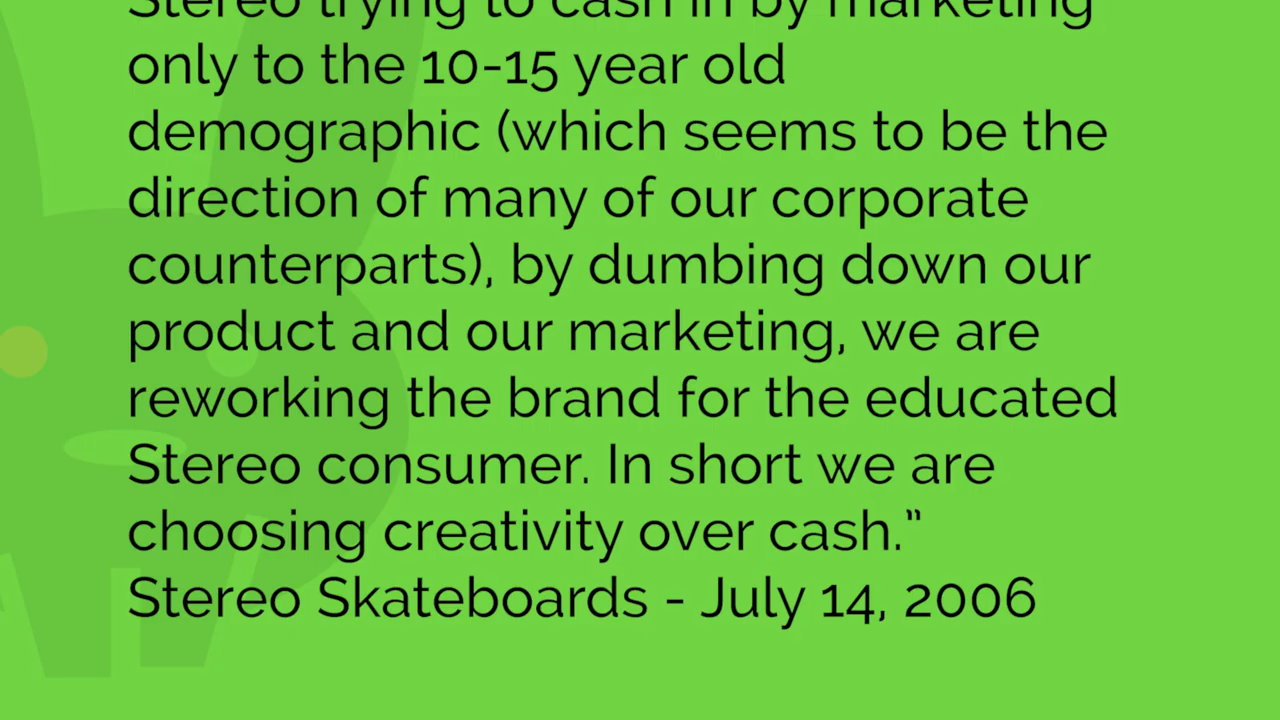 Stereo trying to cash in by marketing
only to the 10-15 year old
demographic (which seems to be the
direction of many of our corporate
counterparts), by dumbing down our
product and our marketing, we are
reworking the brand for the educated
Stereo consumer. In short we are
choosing creativity over cash.”
Stereo Skateboards - July 14, 2006